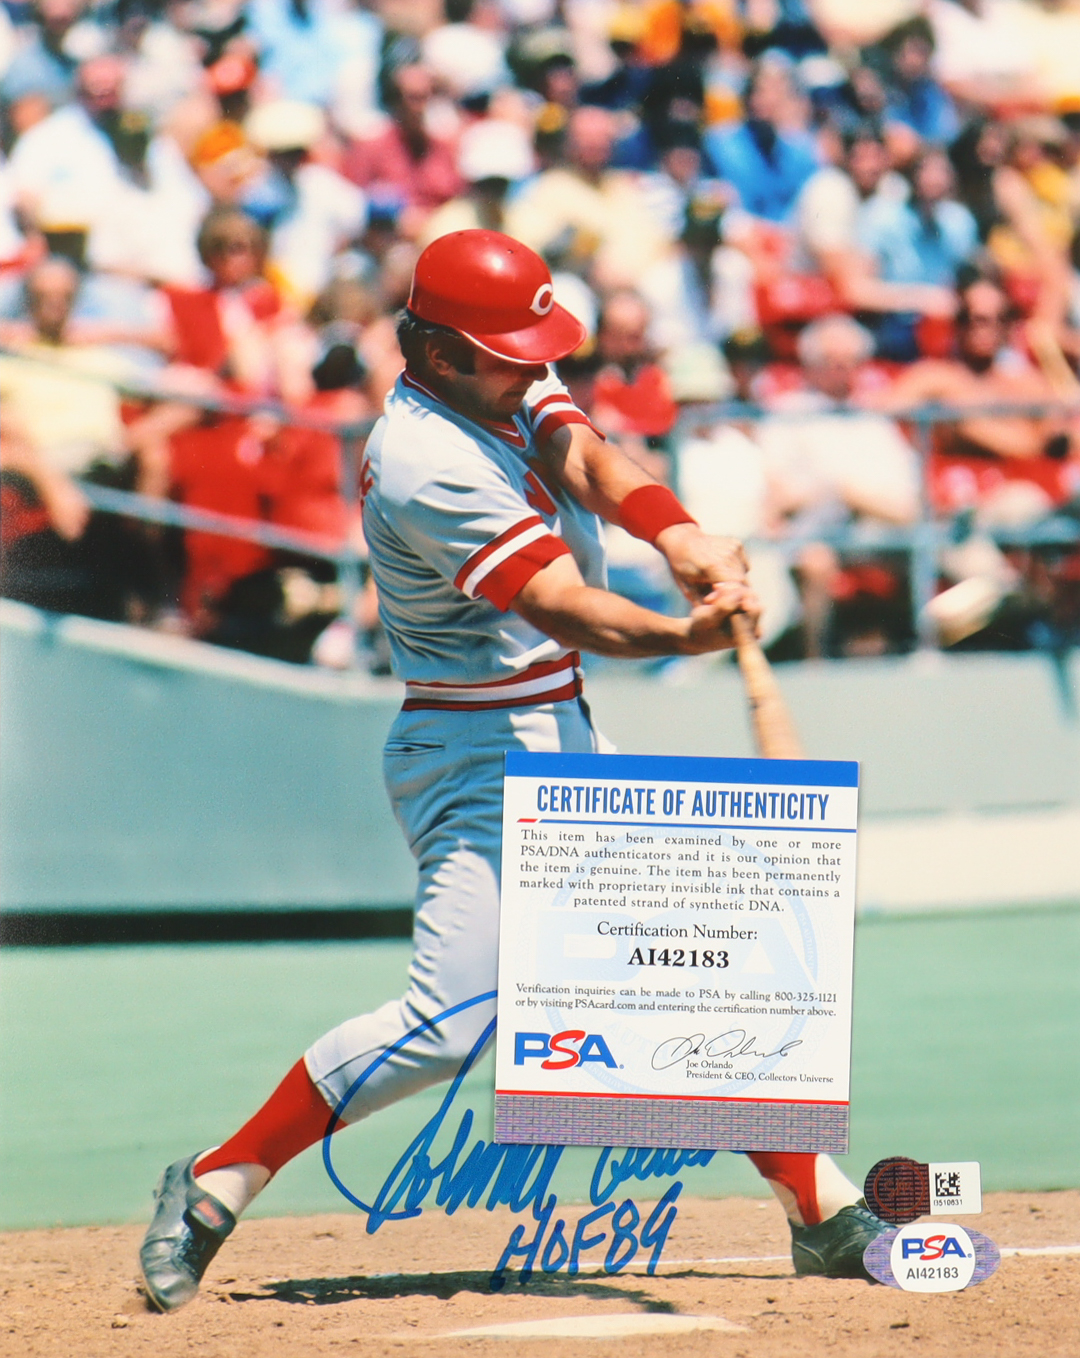 C
CERTIFICATE OF AUTHENTICITY
This item has been examined by one or more
PSA/DNA authenticators and it is our opinion that
the item is genuine. The item has been permanently
marked with proprietary invisible ink that contains a
patented strand of synthetic DNA.
Certification Number:
AI42183
Verification inquiries can be made to PSA by calling 800-325-1121
or by visiting PSAcard.com and entering the certification number above.
PSA
Joe Orlando
President & CEO, Collectors Universe
Johnny
HOF89
PSA
AI42183